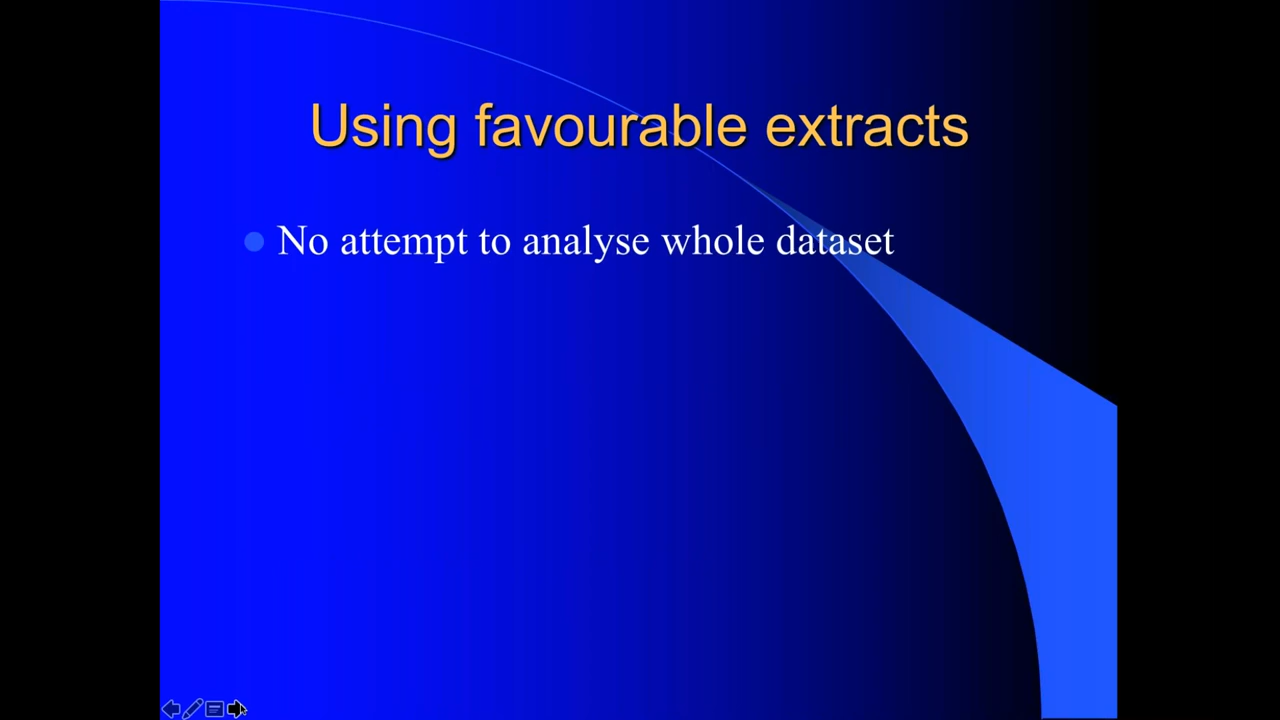 Using favourable extracts
No attempt to analyse whole dataset